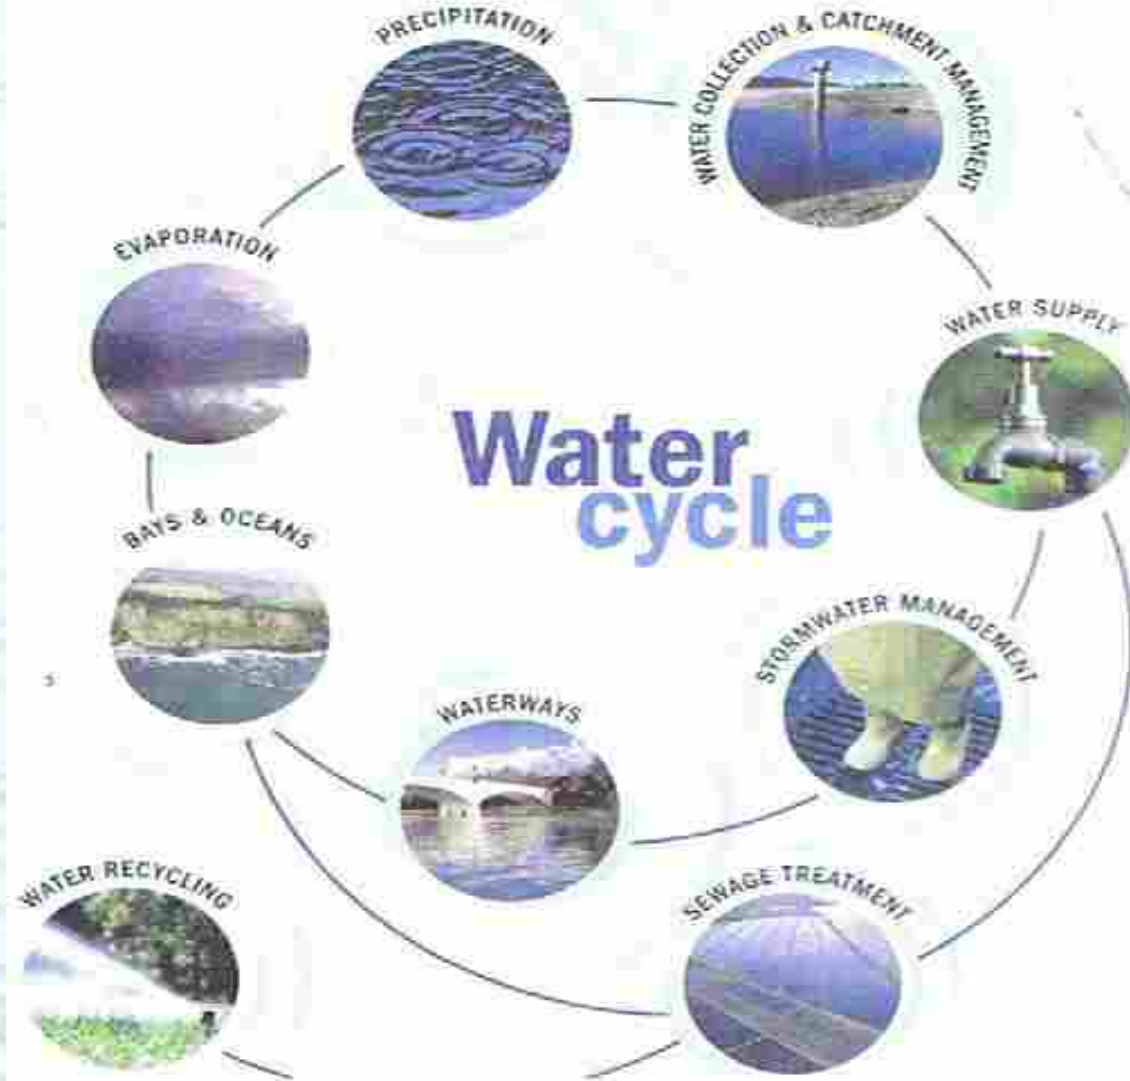 PRECIPITATION
WATER COLLECTION & CATCHMENT MANAGEMENT
EVAPORATION
WATER SUPPLY
Water
cycle
BAYS & OCEANS
STORMWATER MANAGEMENT
WATERWAYS
WATER RECYCLING
SEWAGE TREATMENT